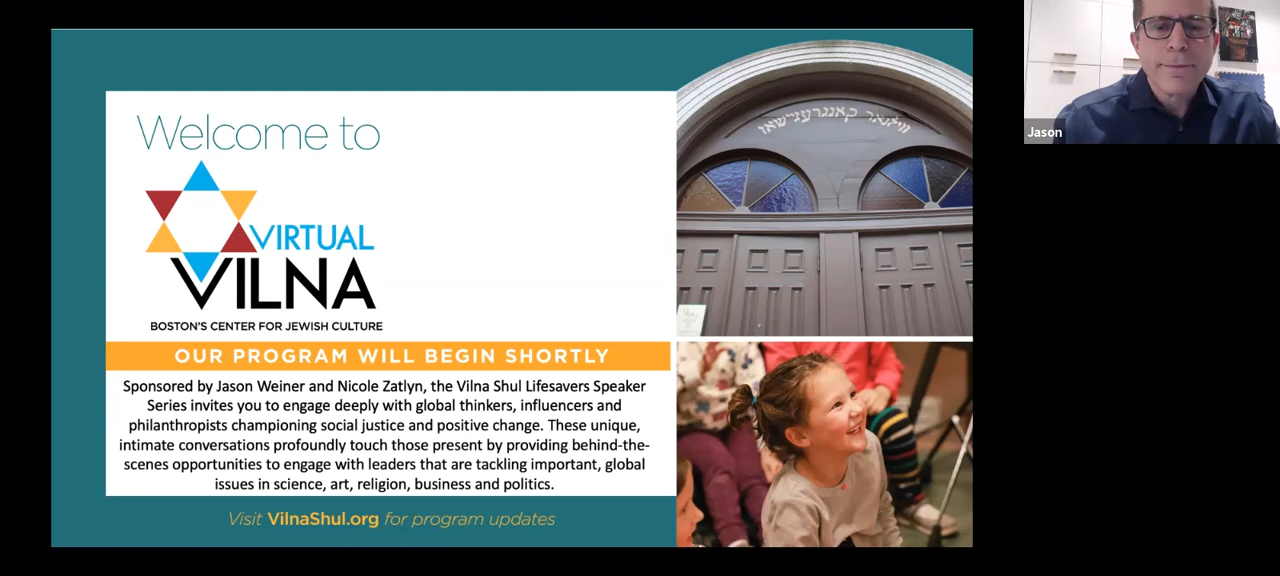 Welcome to
VIRTUAL
VILNA
BOSTON'S CENTER FOR JEWISH CULTURE
OUR PROGRAM WILL BEGIN SHORTLY
Sponsored by Jason Weiner and Nicole Zatlyn, the Vilna Shul Lifesavers Speaker
Series invites you to engage deeply with global thinkers, influencers and
philanthropists championing social justice and positive change. These unique,
intimate conversations profoundly touch those present by providing behind-the-
scenes opportunities to engage with leaders that are tackling important, global
issues in science, art, religion, business and politics.
Visit VilnaShul.org for program updates
ווילנאר קאנגרעגיישאן
Jason